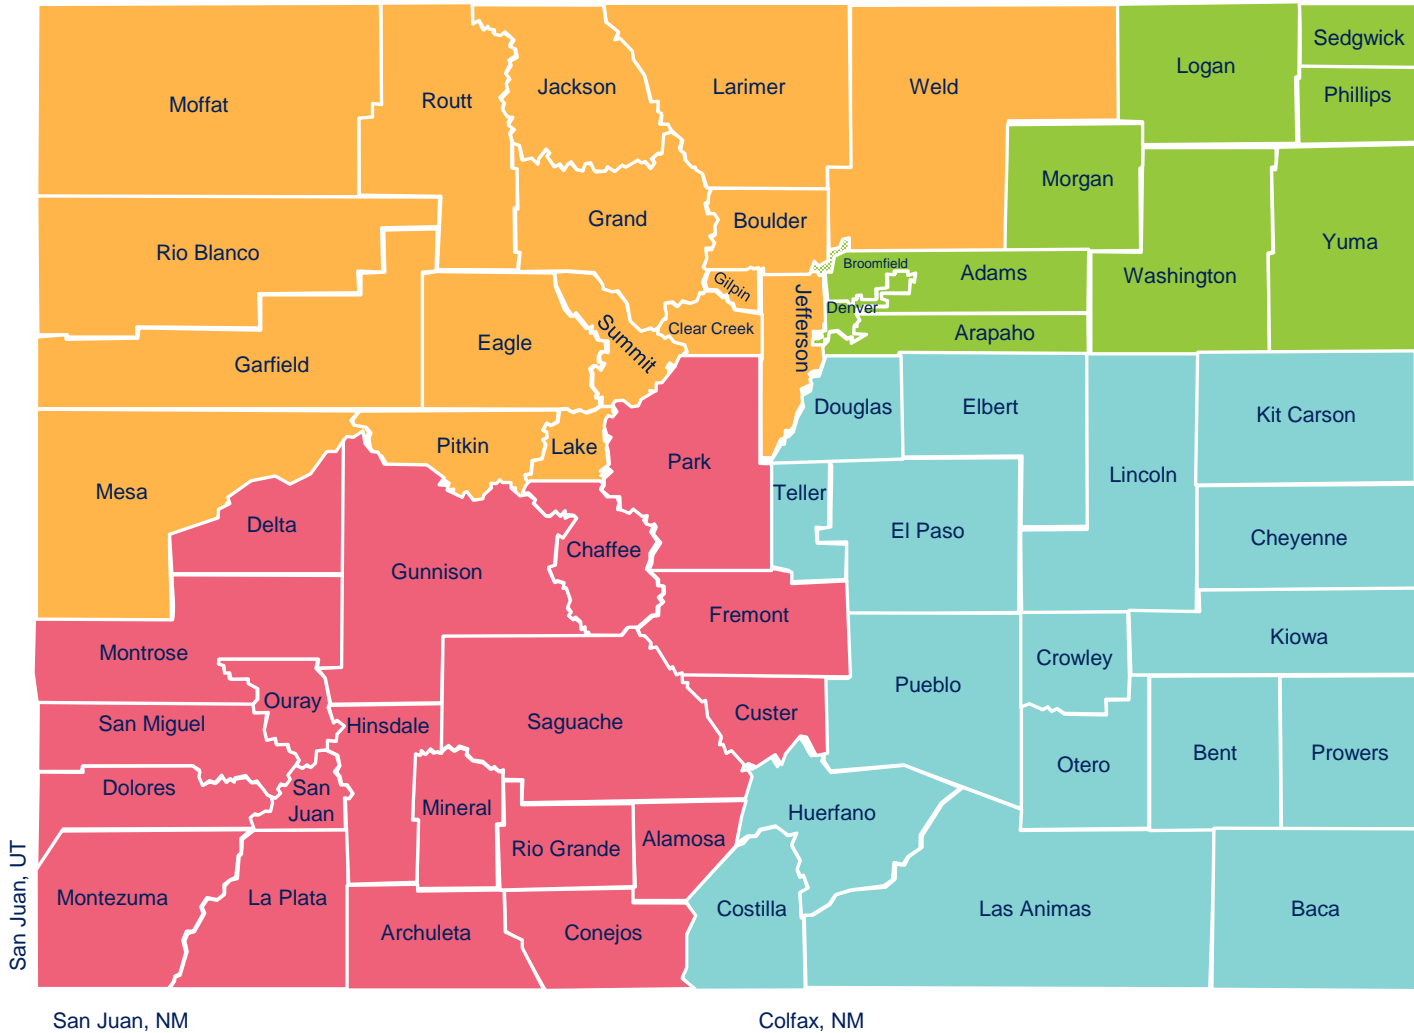 Sedgwick
Logan
Jackson
Larimer
Weld
Routt
Moffat
Phillips
Morgan
Grand
Boulder
Yuma
Rio Blanco
Broomfield
Adams
Washington
Gilpin
Jefferson
Denver
Clear Creek
Arapaho
Eagle
Summit
Garfield
Douglas
Elbert
Kit Carson
Pitkin
Lake
Park
Lincoln
Mesa
Teller
Delta
El Paso
Cheyenne
Chaffee
Gunnison
Fremont
Kiowa
Montrose
Crowley
Pueblo
Ouray
San Miguel
Hinsdale
Saguache
Custer
Bent
Prowers
Otero
Dolores
San
Juan
Mineral
Huerfano
Alamosa
Rio Grande
Montezuma
La Plata
Costilla
Las Animas
Baca
Archuleta
Conejos
San Juan, UT
San Juan, NM
Colfax, NM